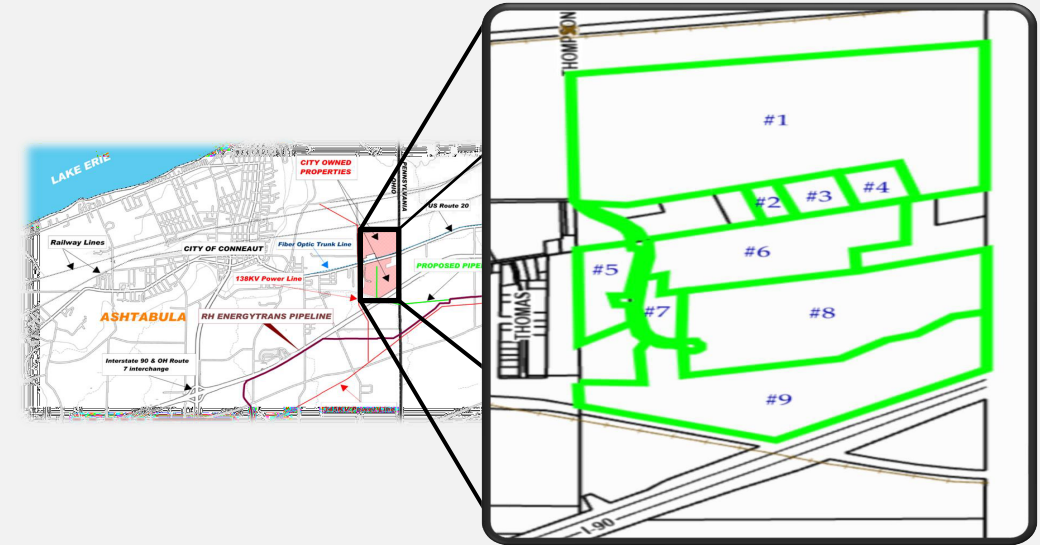 LAKE ERIE
CITY OWNED
PROPERTIES
PENNSYLVANIA
OHIO
US Route 20
Railway Lines
CITY OF CONNEAUT
Fiber Optic Trunk Line
138KV Power Line
PROPOSED PIPE
ASHTABULA
RH ENERGYTRANS PIPELINE
Interstate 90 & OH Route
7 interchange
THOMPSON
#1
#2
#3
#4
#5
#6
#7
#8
#9
THOMAS
I-90